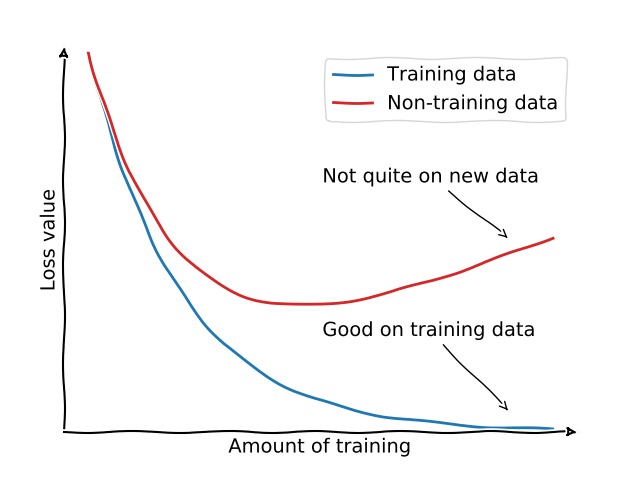 Training data
Non-training data
Not quite on new data
Loss value
Good on training data
Amount of training